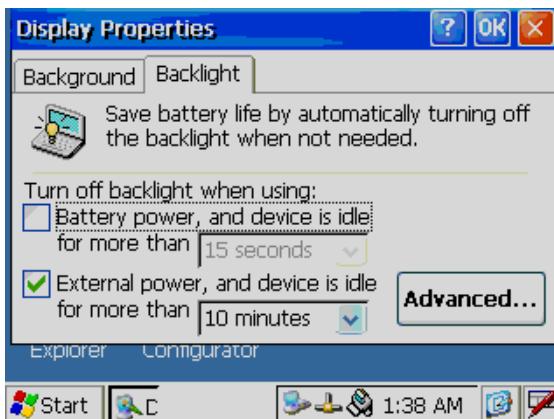 Display Properties
? OK ×
Background Backlight
Save battery life by automatically turning off
the backlight when not needed.
Turn off backlight when using:
Battery power, and device is idle
for more than 15 seconds
External power, and device is idle
for more than 10 minutes
Advanced...
Explorer Configurator
Start
1:38 AM